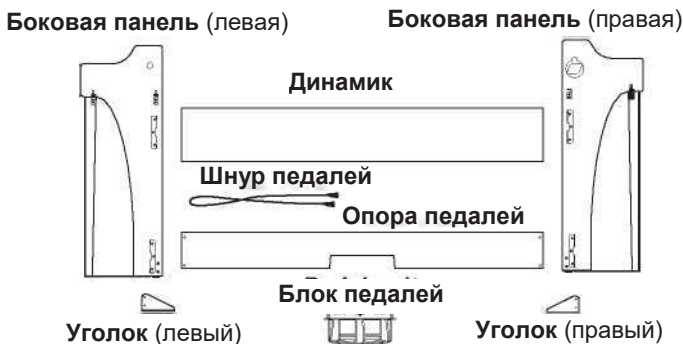 Боковая панель (левая)
Боковая панель (правая)
Динамик
Шнур педалей
Опора педалей
Блок педалей
Уголок (левый)
Уголок (правый)